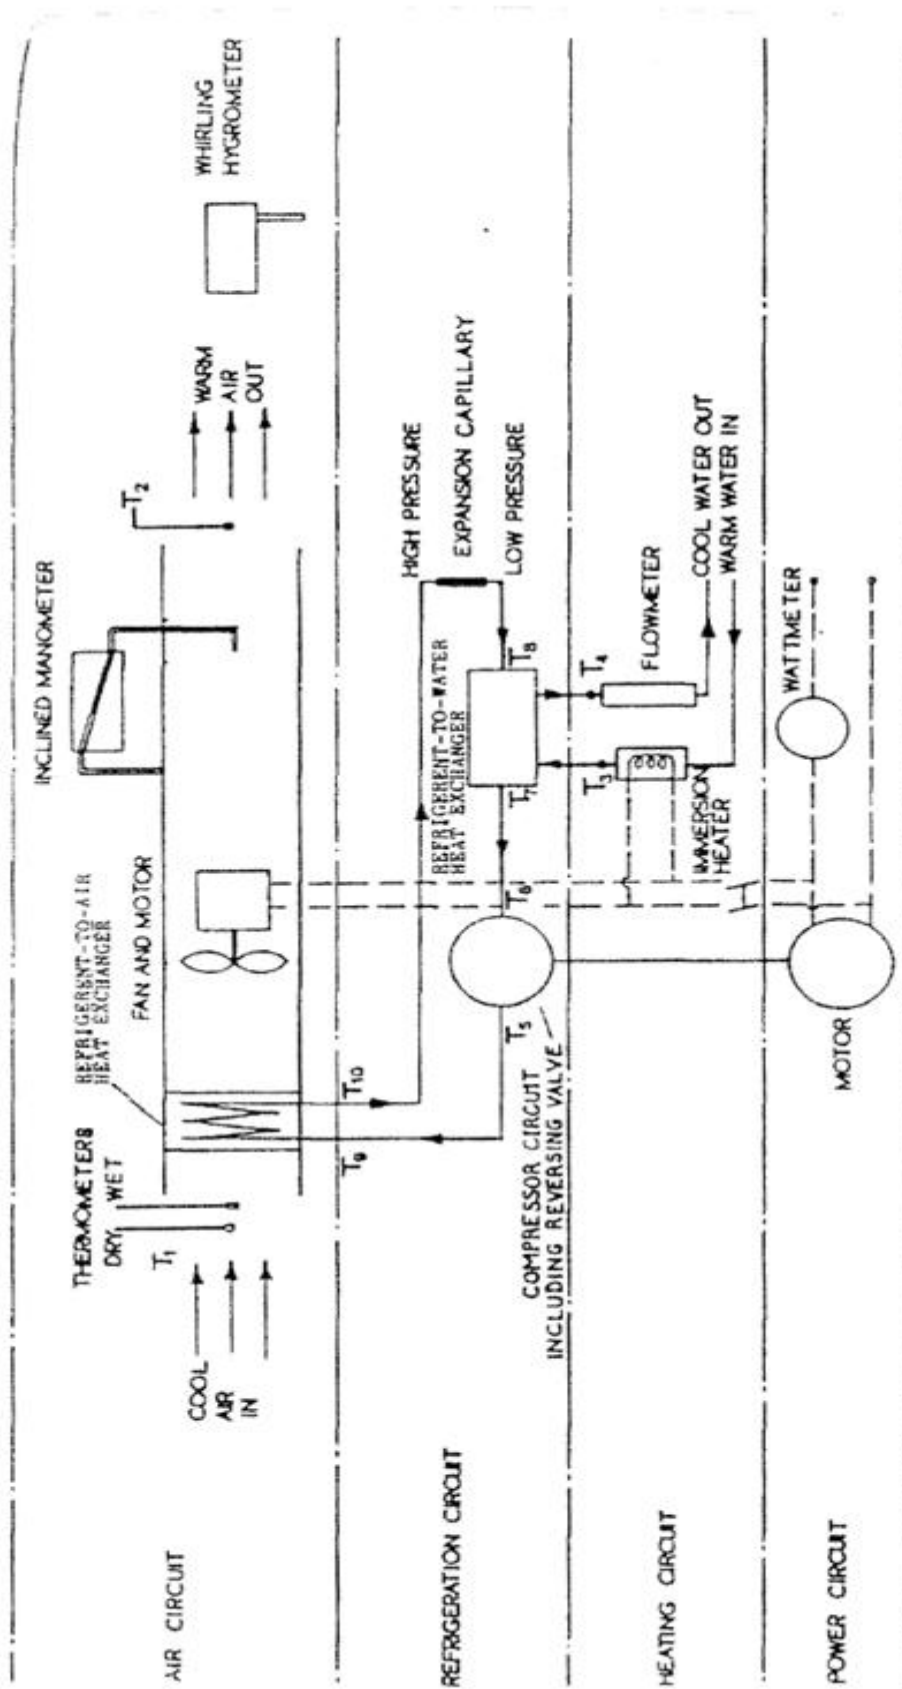 AIR CIRCUIT
COOL
AIR
IN
THERMOMETERS
DRY WET
T1
REFRIGERENT-TO-AIR
HEAT EXCHANGER
FAN AND MOTOR
INCLINED MANOMETER
T2
WARM
AIR
OUT
WHIRLING
HYGROMETER
REFRIGERATION CIRCUIT
T9
T10
COMPRESSOR CIRCUIT
INCLUDING REVERSING VALVE
T5
T6
T7
REFRIGERENT-TO-WATER
HEAT EXCHANGER
T8
HIGH PRESSURE
EXPANSION CAPILLARY
LOW PRESSURE
HEATING CIRCUIT
T3
T4
IMMERSION
HEATER
FLOWMETER
COOL WATER OUT
WARM WATER IN
POWER CIRCUIT
MOTOR
WATTMETER